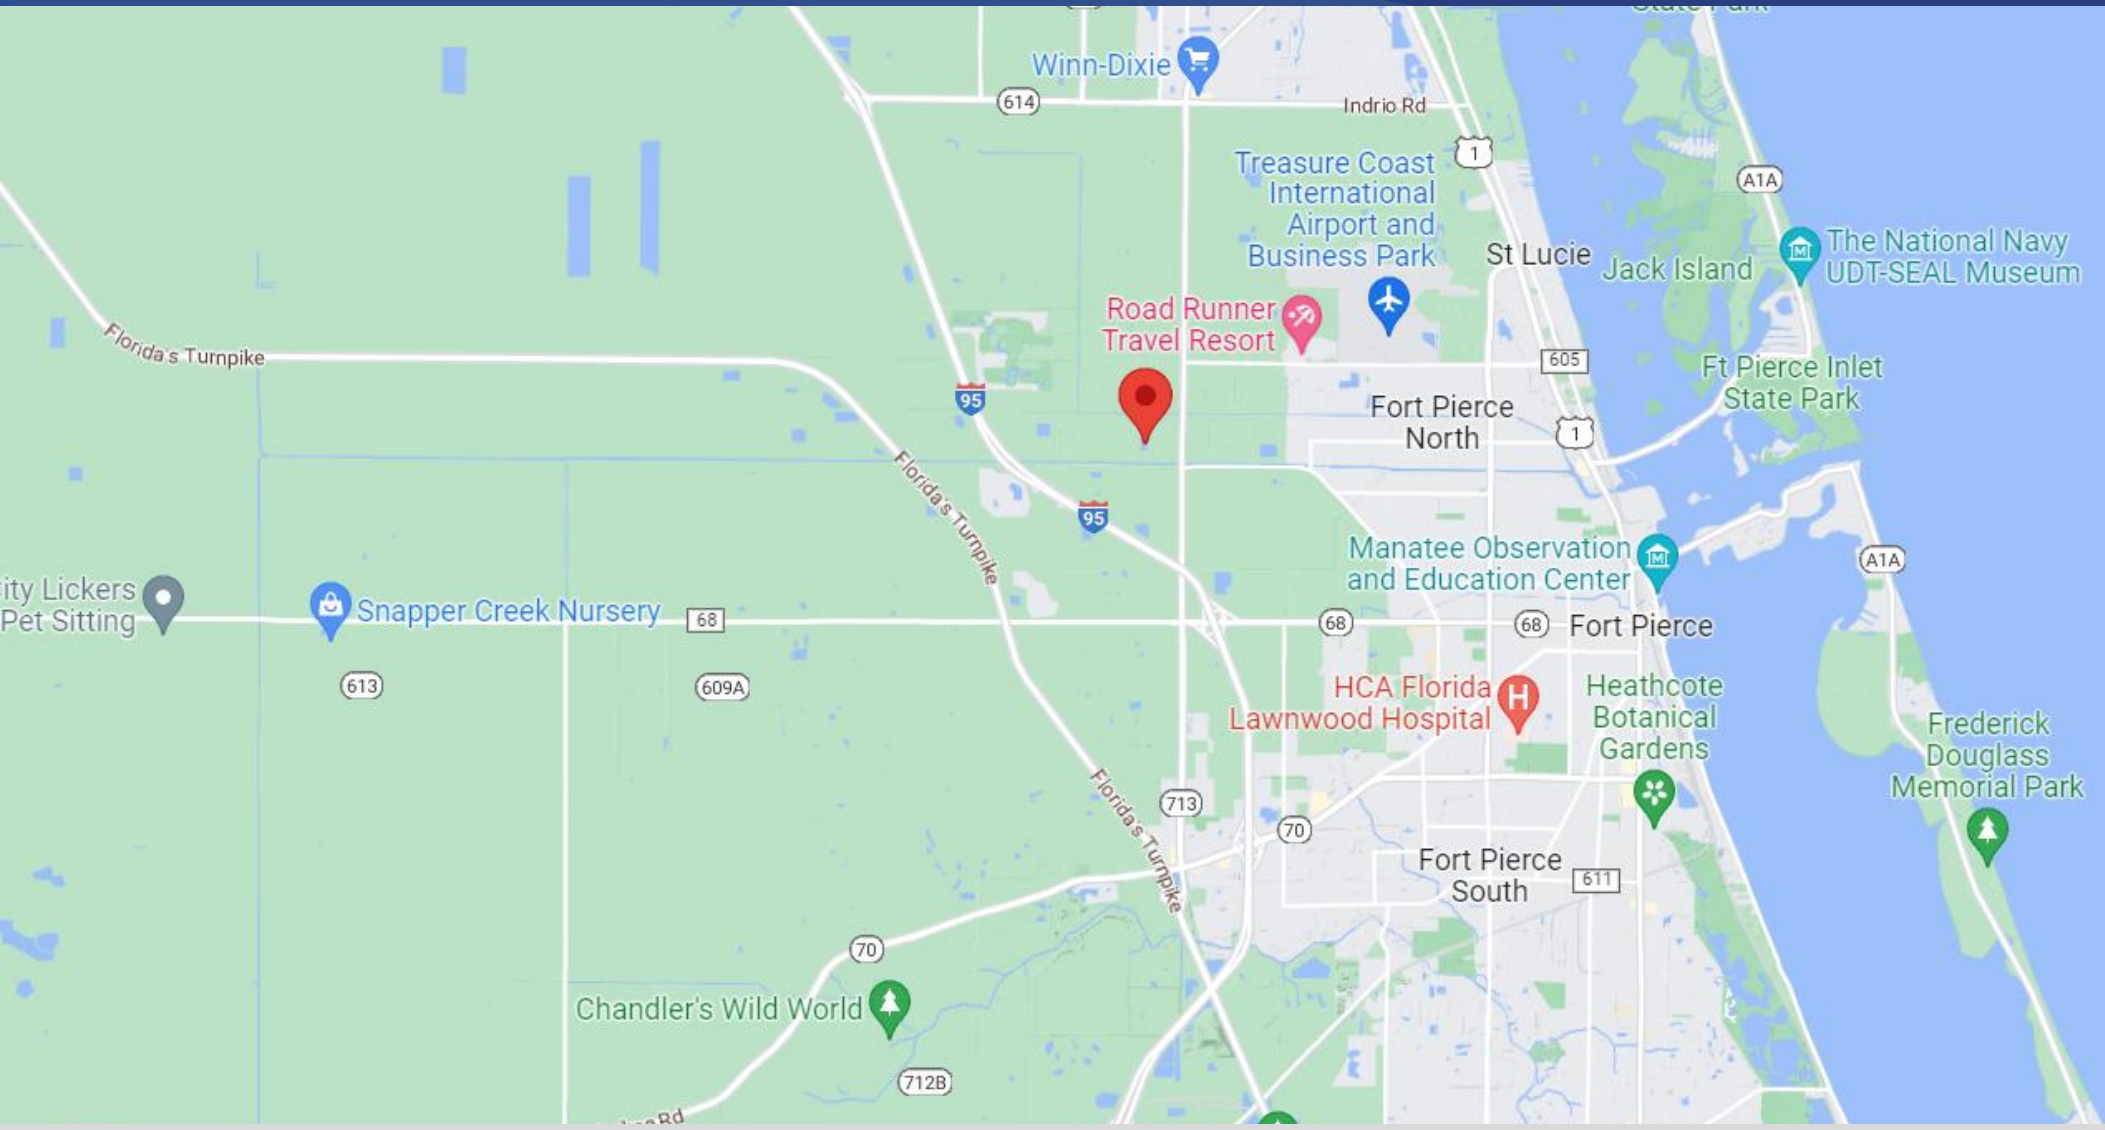 State Park
Winn-Dixie
614
Indrio Rd
1
Treasure Coast
International
Airport and
Business Park
A1A
St Lucie
Jack Island
The National Navy
UDT-SEAL Museum
Road Runner
Travel Resort
Florida's Turnpike
605
Ft Pierce Inlet
State Park
95
Fort Pierce
North
1
Florida's Turnpike
95
Manatee Observation
and Education Center
A1A
ity Lickers
Pet Sitting
Snapper Creek Nursery
68
68
68
Fort Pierce
613
609A
HCA Florida
Lawnwood Hospital
Heathcote
Botanical
Gardens
Frederick
Douglass
Memorial Park
Florida's Turnpike
713
70
Fort Pierce
South
611
70
Chandler's Wild World
712B
Rd